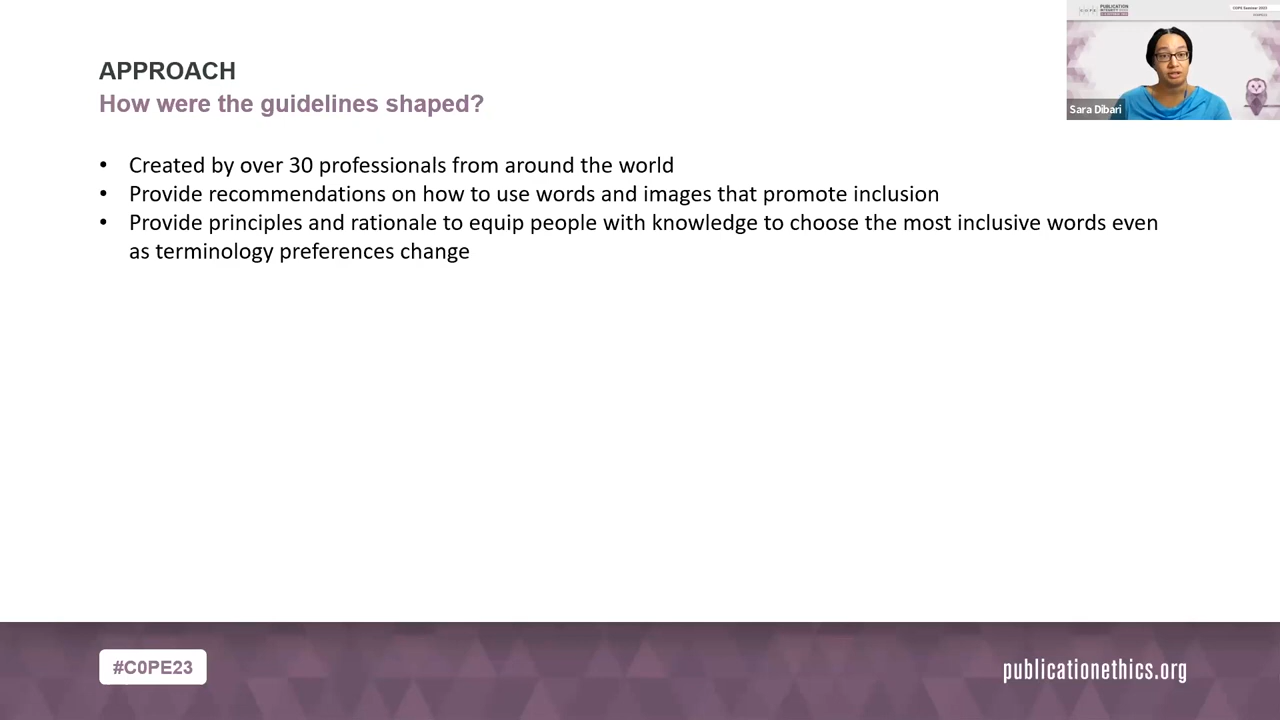 PUBLICATION
APPROACH
How were the guidelines shaped?
Sara Dibari
• Created by over 30 professionals from around the world
• Provide recommendations on how to use words and images that promote inclusion
• Provide principles and rationale to equip people with knowledge to choose the most inclusive words even
as terminology preferences change
#C0PE23
publicationethics.org